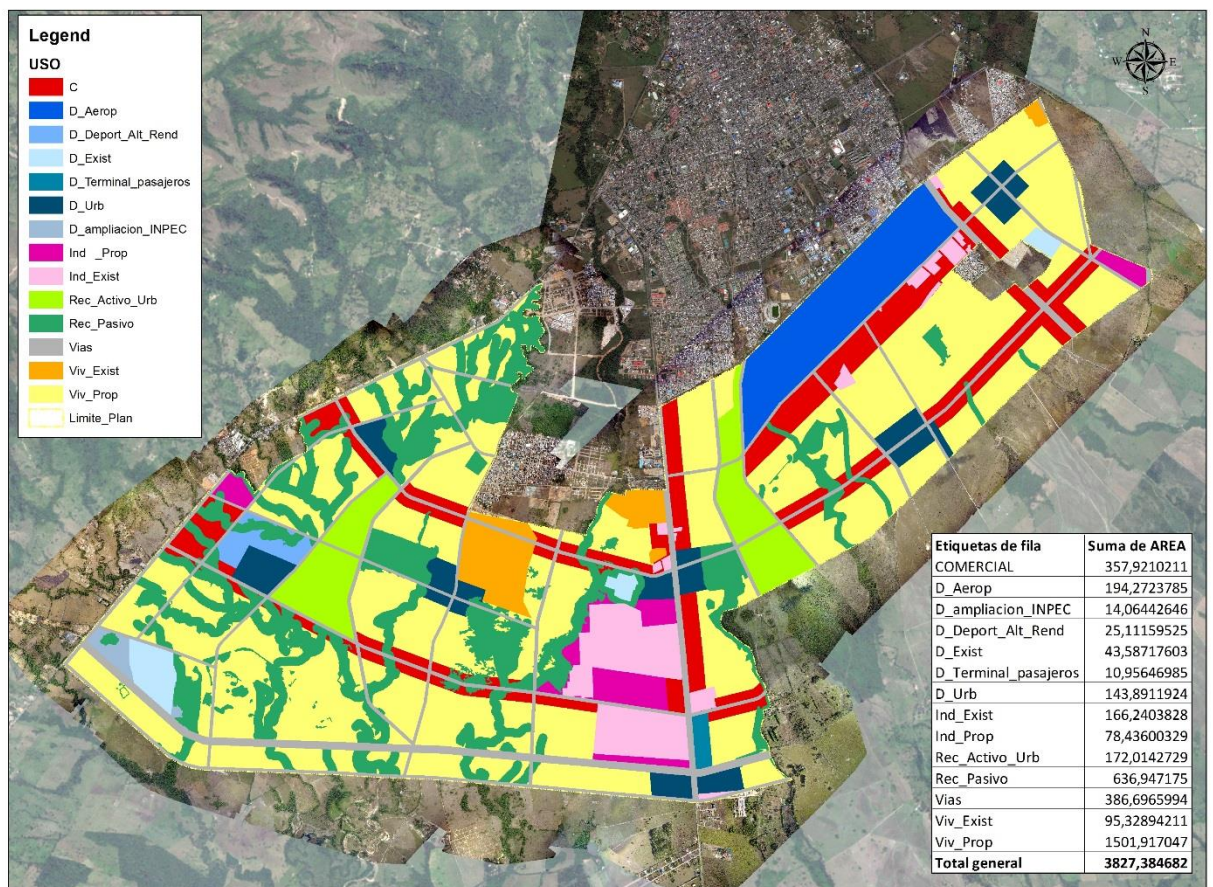 Legend
USO
C
D_Aerop
D_Deport_Alt_Rend
D_Exist
D_Terminal_pasajeros
D_Urb
D_ampliacion_INPEC
Ind _Prop
Ind_Exist
Rec_Activo_Urb
Rec_Pasivo
Vias
Viv_Exist
Viv_Prop
Limite_Plan
N
W E
S
Etiquetas de fila Suma de AREA
COMERCIAL 357,9210211
D_Aerop 194,2723785
D_ampliacion_INPEC 14,06442646
D_Deport_Alt_Rend 25,11159525
D_Exist 43,58717603
D_Terminal_pasajeros 10,95646985
D_Urb 143,8911924
Ind_Exist 166,2403828
Ind_Prop 78,43600329
Rec_Activo_Urb 172,0142729
Rec_Pasivo 636,947175
Vias 386,6965994
Viv_Exist 95,32894211
Viv_Prop 1501,917047
Total general 3827,384682